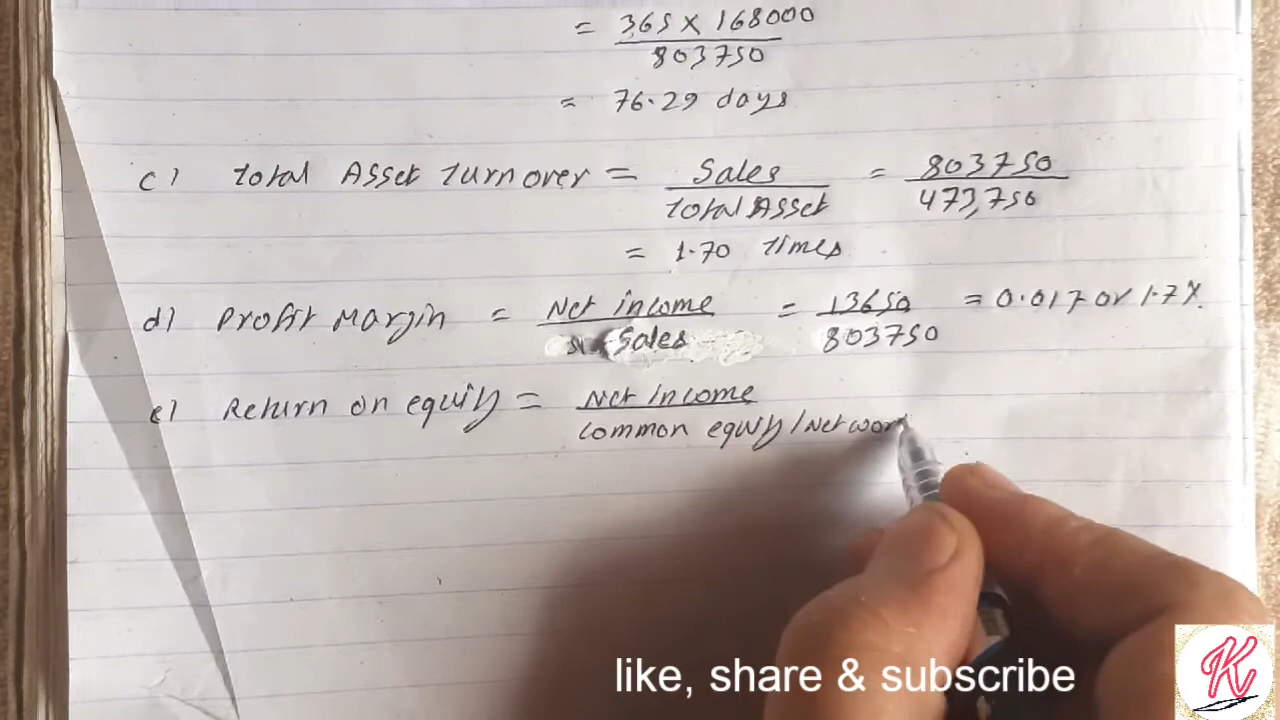 = 365 X 168000
803750
= 76.29 days
c) Total Asset Turnover = Sales = 803750
Total Asset 473,750
= 1.70 Times
d) Profit Margin = Net income = 13650 = 0.017 or 1.7%
Sales 803750
e) Return on equity = Net income
common equity / Net wor
like, share & subscribe
K